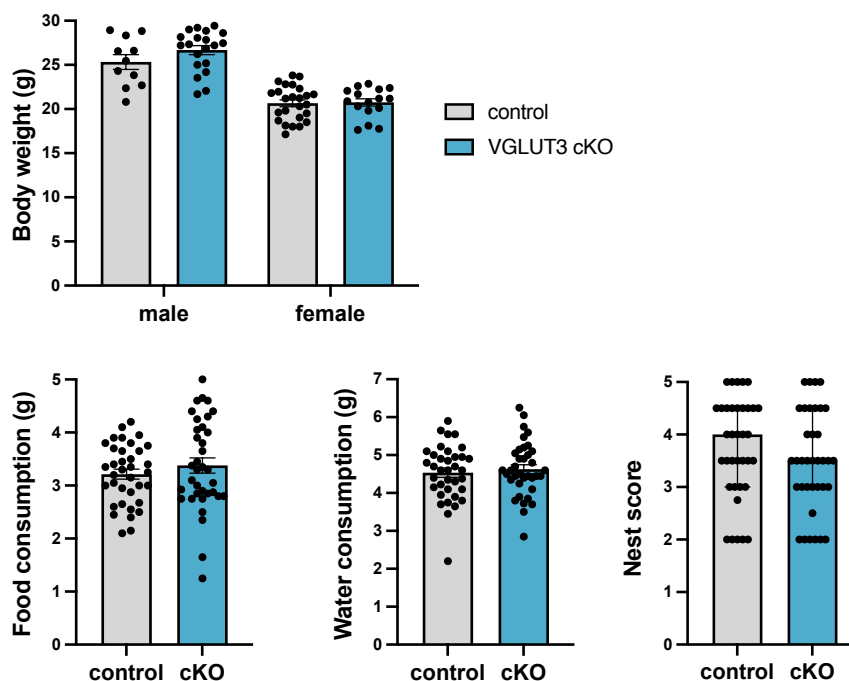 Body weight (g)
30
25
20
15
10
5
0
male
female
control
VGLUT3 cKO
Food consumption (g)
5
4
3
2
1
0
control
cKO
Water consumption (g)
7
6
5
4
3
2
1
0
control
cKO
Nest score
5
4
3
2
1
0
control
cKO